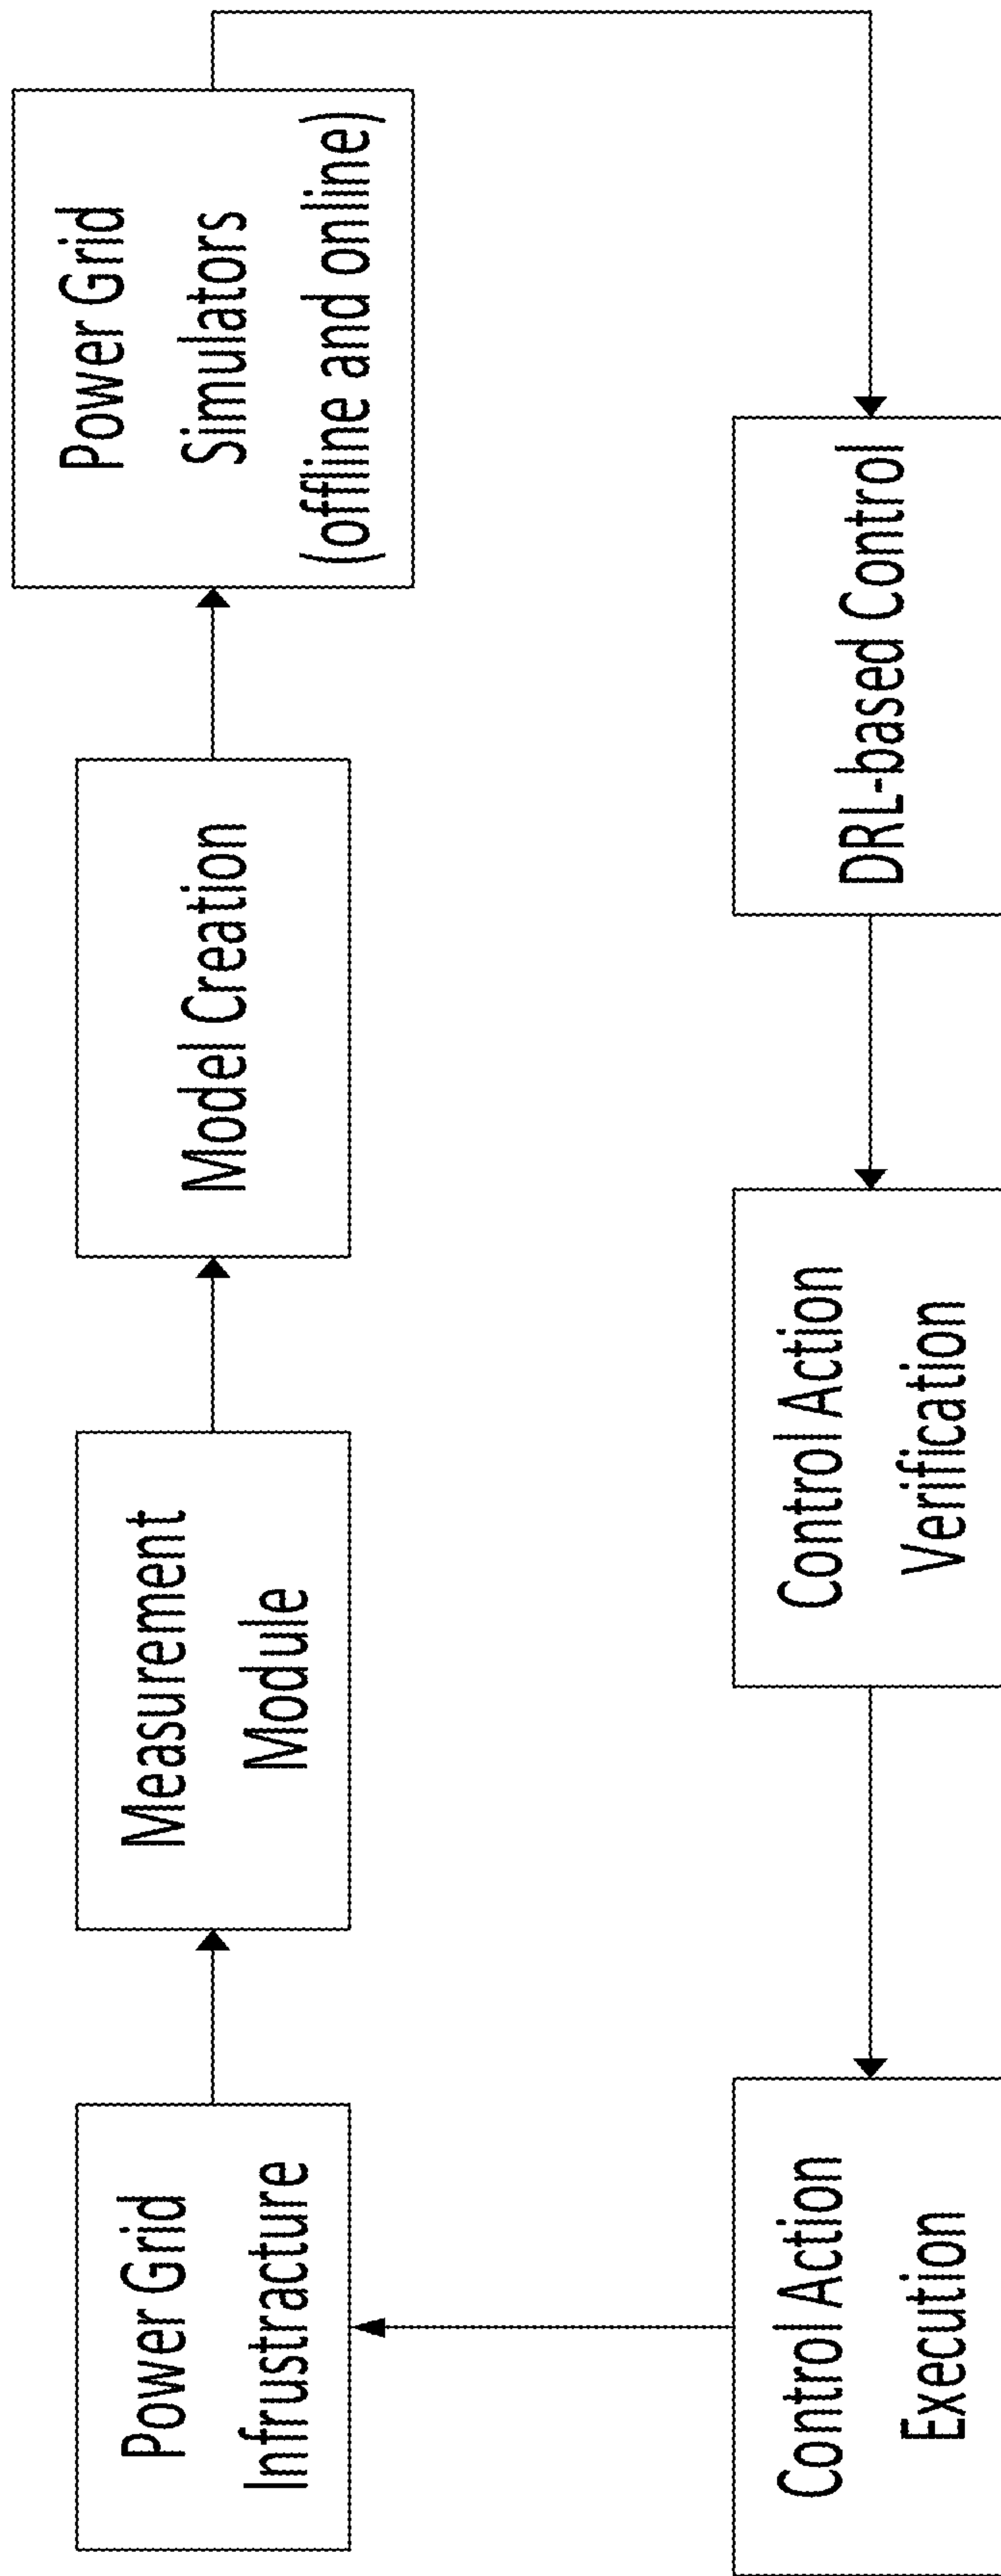 Power Grid
Infrustracture
Measurement
Module
Model Creation
Power Grid
Simulators
(offline and online)
DRL-based Control
Control Action
Verification
Control Action
Execution